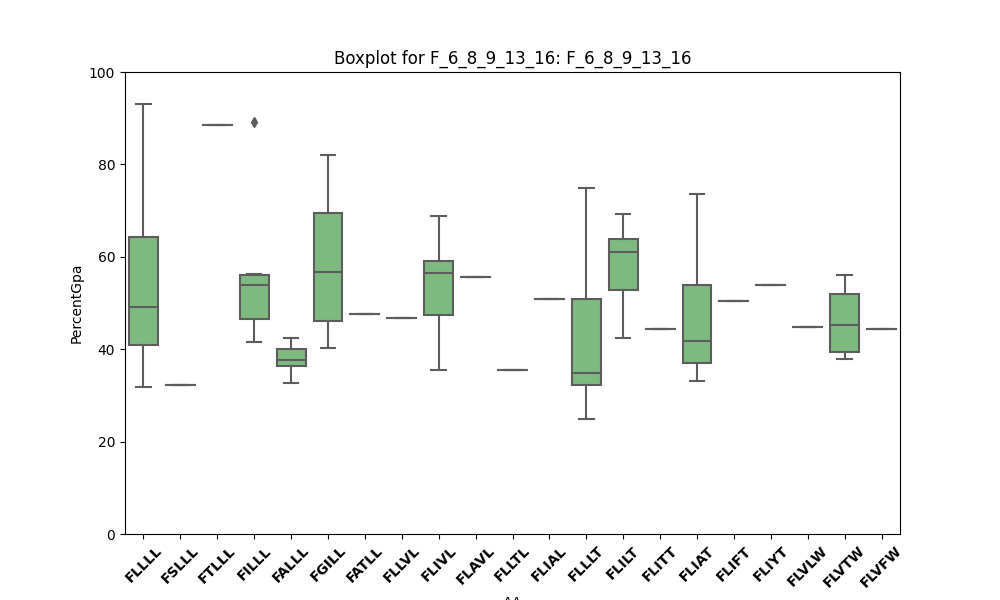 Boxplot for F_6_8_9_13_16: F_6_8_9_13_16
100
80
60
40
20
0
PercentGpa
FLLLL
FSLLL
FTLLL
FILLL
FALLL
FGILL
FATLL
FLLVL
FLIVL
FLAVL
FLLTL
FLIAL
FLLLT
FLILT
FLITT
FLIAT
FLIFT
FLIYT
FLVLW
FLVTW
FLVFW